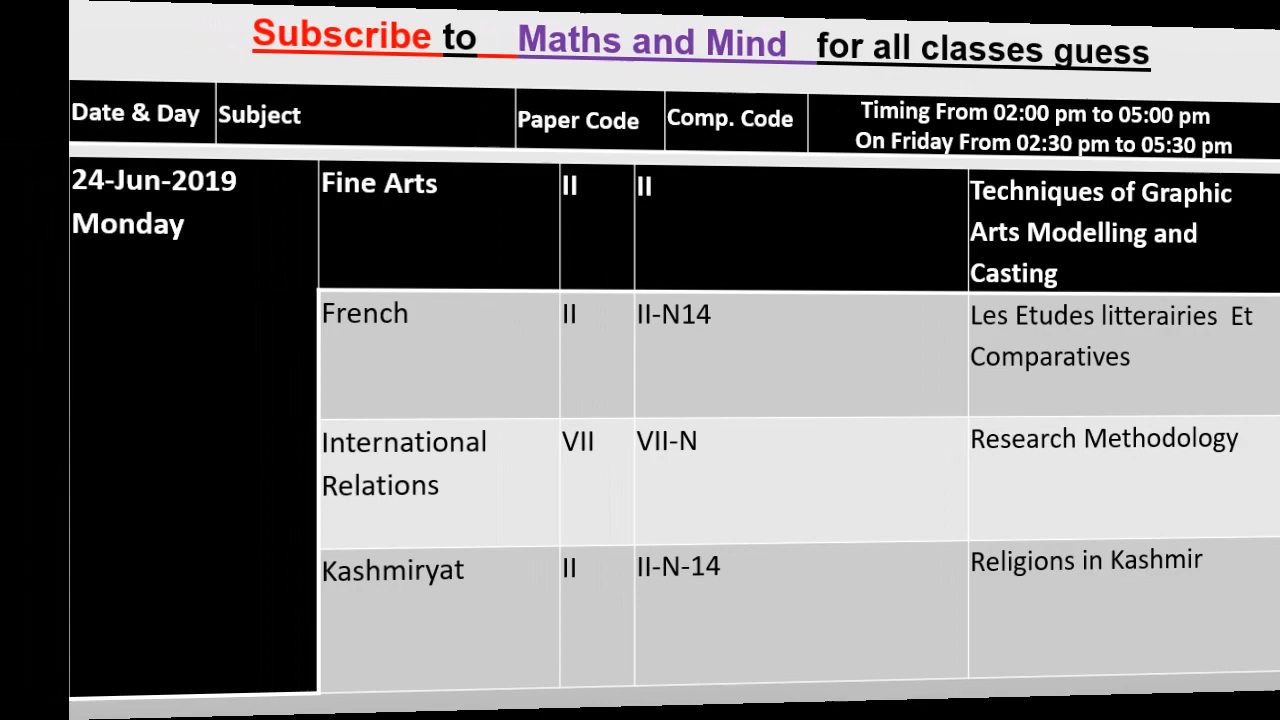 Subscribe to Maths and Mind for all classes guess
Date & Day Subject Paper Code Comp. Code Timing From 02:00 pm to 05:00 pm
On Friday From 02:30 pm to 05:30 pm
24-Jun-2019 Fine Arts II II Techniques of Graphic
Monday Arts Modelling and
Casting
French II II-N14 Les Etudes litterairies Et
Comparatives
International VII VII-N Research Methodology
Relations
Kashmiryat II II-N-14 Religions in Kashmir